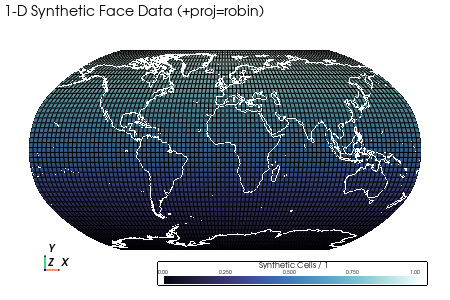 1-D Synthetic Face Data (+proj=robin)
Y
Z X
Synthetic Cells / 1
0.00 0.250 0.500 0.750 1.00